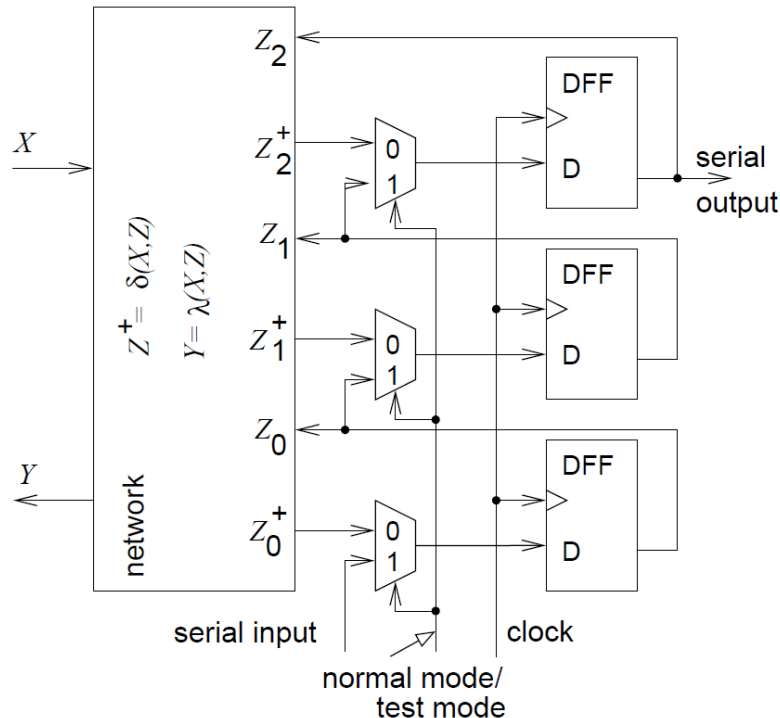 Z₂
DFF
X
Z₂⁺
0
1
D
serial
output
Z₁
Z⁺ = δ(X,Z)
Y = λ(X,Z)
DFF
Z₁⁺
0
1
D
Z₀
DFF
Y
network
Z₀⁺
0
1
D
serial input
clock
normal mode/
test mode